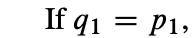 If q₁ = p₁,